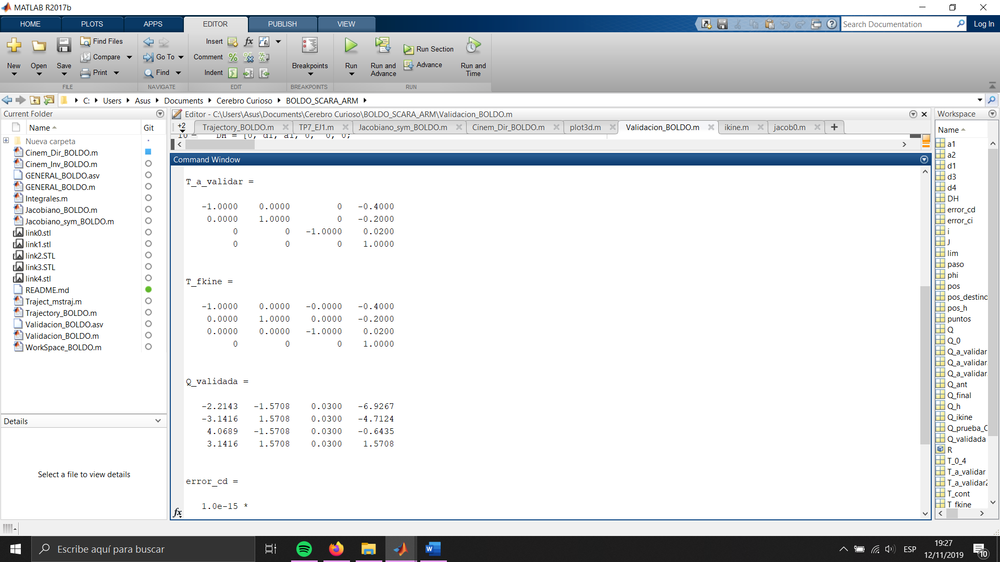 MATLAB R2017b
HOME PLOTS APPS EDITOR PUBLISH VIEW
Search Documentation
Log In
New
Open
Save
Find Files
Compare
Print
FILE
Go To
Find
NAVIGATE
Insert
Comment
Indent
EDIT
Breakpoints
BREAKPOINTS
Run
Run and Advance
Run Section
Advance
Run and Time
RUN
C: Users Asus Documents Cerebro Curioso BOLDO_SCARA_ARM
Current Folder
Name Git
Nueva carpeta
Cinem_Dir_BOLDO.m
Cinem_Inv_BOLDO.m
GENERAL_BOLDO.asv
GENERAL_BOLDO.m
Integrales.m
Jacobiano_BOLDO.m
Jacobiano_sym_BOLDO.m
link0.stl
link1.stl
link2.STL
link3.STL
link4.stl
README.md
Traject_mstraj.m
Trajectory_BOLDO.m
Validacion_BOLDO.asv
Validacion_BOLDO.m
WorkSpace_BOLDO.m
Details
Select a file to view details
Editor - C:\Users\Asus\Documents\Cerebro Curioso\BOLDO_SCARA_ARM\Validacion_BOLDO.m
+2 Trajectory_BOLDO.m TP7_EJ1.m Jacobiano_sym_BOLDO.m Cinem_Dir_BOLDO.m plot3d.m Validacion_BOLDO.m ikine.m jacob0.m
10 - DH = [0, d1, a1, 0, 0, 0;
Command Window
T_a_validar =
-1.0000 0.0000 0 -0.4000
0.0000 1.0000 0 -0.2000
0 0 -1.0000 0.0200
0 0 0 1.0000
T_fkine =
-1.0000 0.0000 -0.0000 -0.4000
0.0000 1.0000 0.0000 -0.2000
0.0000 0.0000 -1.0000 0.0200
0 0 0 1.0000
Q_validada =
-2.2143 -1.5708 0.0300 -6.9267
-3.1416 1.5708 0.0300 -4.7124
4.0689 -1.5708 0.0300 -0.6435
3.1416 1.5708 0.0300 1.5708
error_cd =
1.0e-15 *
fx
Workspace
Name
a1
a2
d1
d3
d4
DH
error_cd
error_ci
i
J
lim
paso
phi
pos
pos_destino
pos_h
puntos
Q
Q_0
Q_a_validar
Q_a_validar
Q_a_validar
Q_ant
Q_final
Q_h
Q_ikine
Q_prueba_C
Q_validada
R
T_0_4
T_a_validar
T_a_validar2
T_cont
T_fkine
Escribe aquí para buscar
ESP
19:27
12/11/2019
10